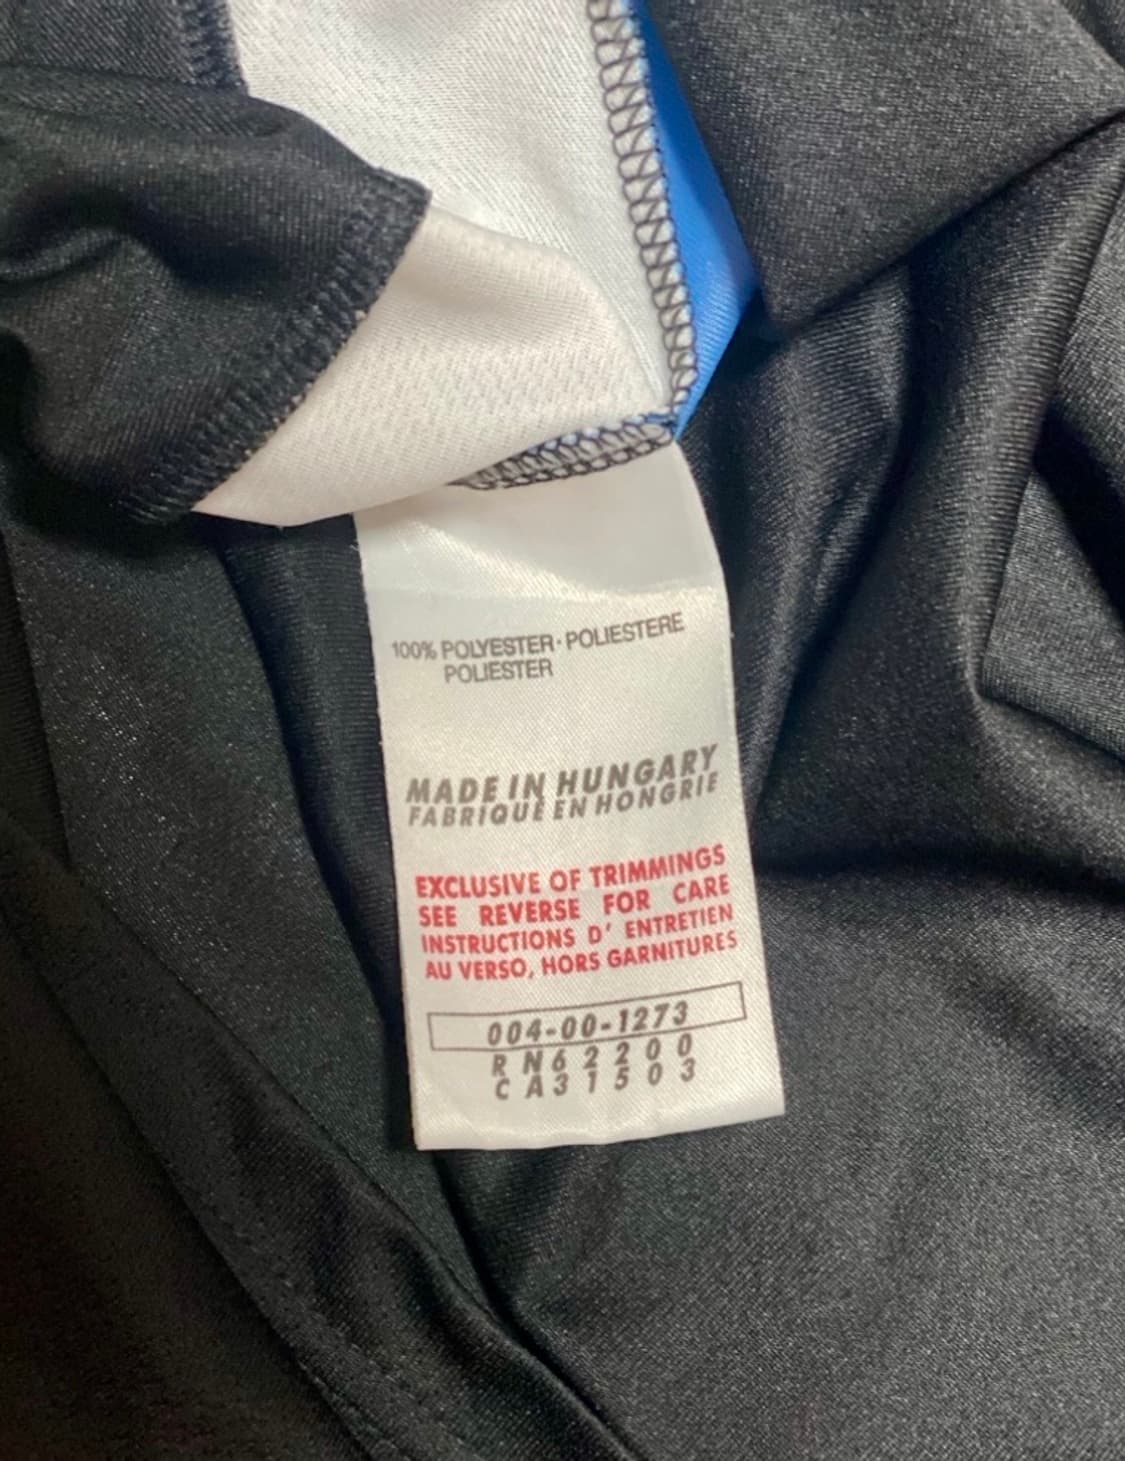 100% POLYESTER · POLIESTERE
POLIESTER
MADE IN HUNGARY
FABRIQUÉ EN HONGRIE
EXCLUSIVE OF TRIMMINGS
SEE REVERSE FOR CARE
INSTRUCTIONS D' ENTRETIEN
AU VERSO, HORS GARNITURES
004-00-1273
RN62200
CA31503